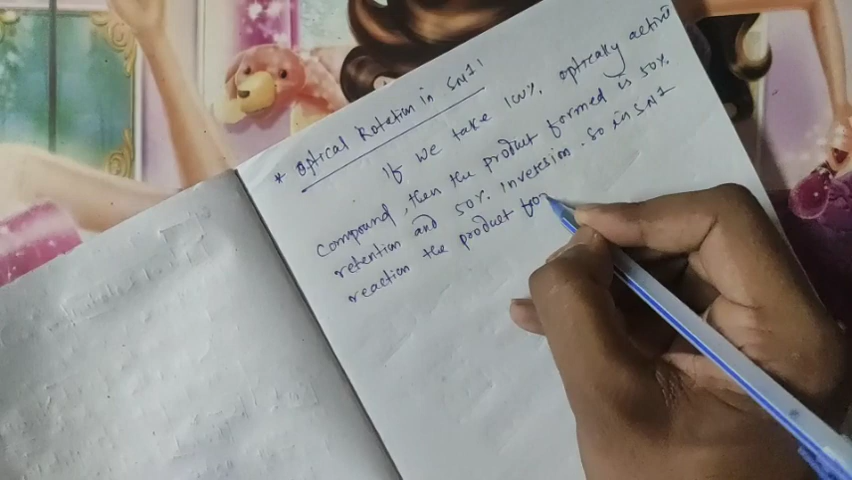 * Optical Rotation in SN1'
If we take 100%. optically active
compound, then the product formed is 50%.
retention and 50%. inversion. So in SN1
reaction the product for